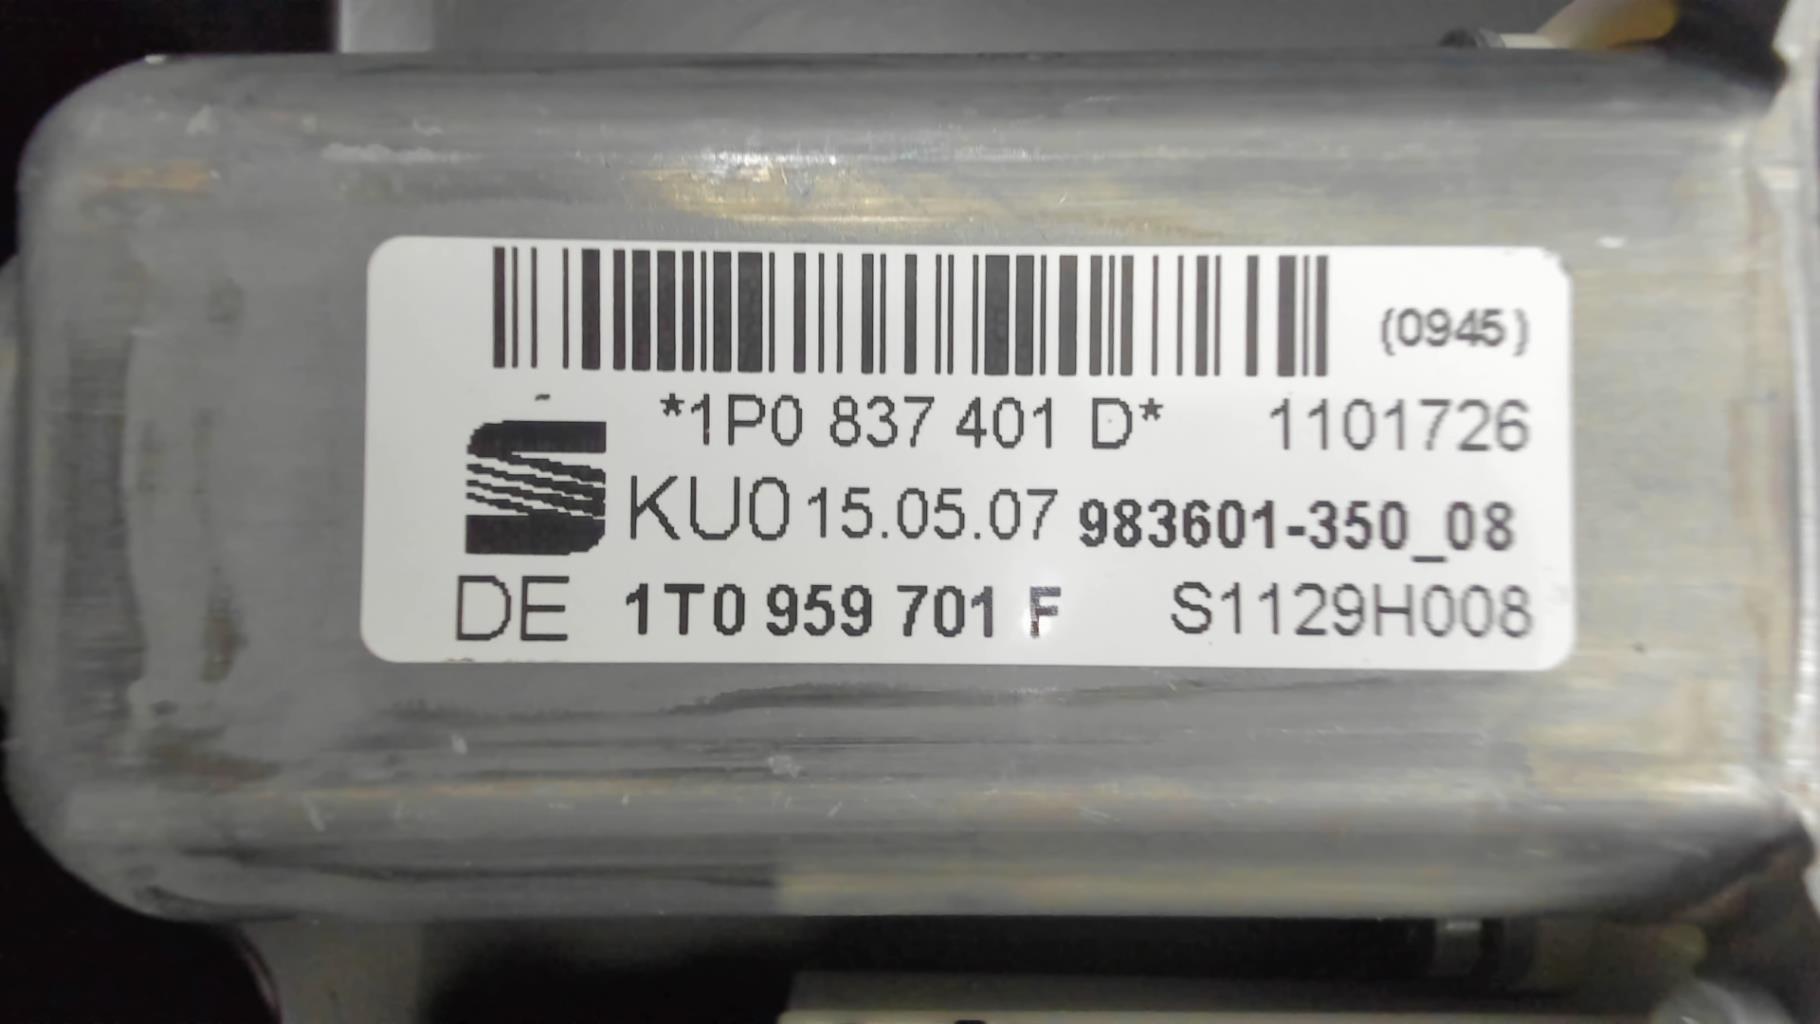 (0945)
*1P0 837 401 D* 1101726
KU0 15.05.07 983601-350_08
DE 1T0 959 701 F S1129H008